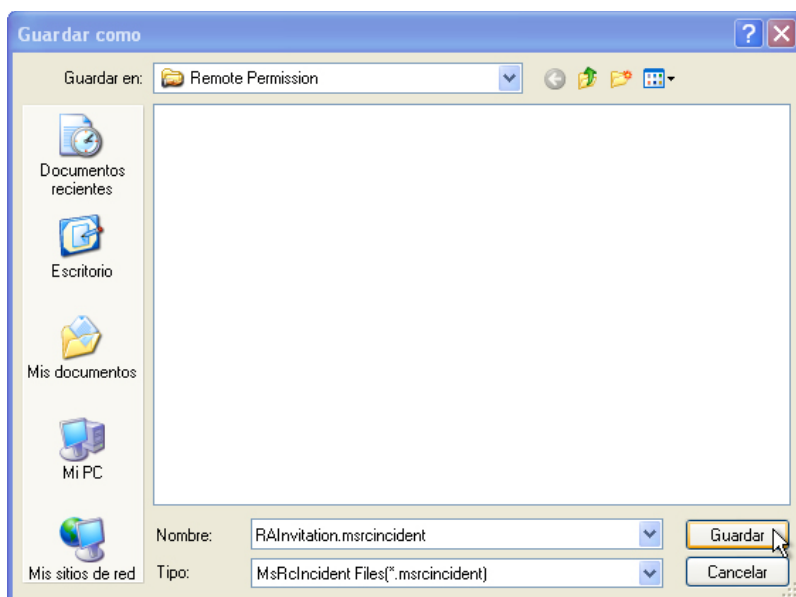 Guardar como
Guardar en: Remote Permission
Documentos
recientes
Escritorio
Mis documentos
Mi PC
Mis sitios de red
Nombre: RAInvitation.msrcincident Guardar
Tipo: MsRcIncident Files(*.msrcincident) Cancelar